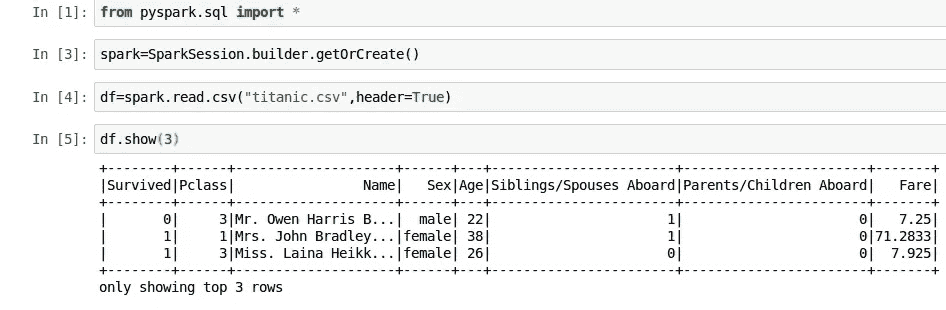 In [1]: from pyspark.sql import *
In [3]: spark=SparkSession.builder.getOrCreate()
In [4]: df=spark.read.csv("titanic.csv",header=True)
In [5]: df.show(3)
+--------+------+--------------------+------+---+-----------------------+-----------------------+-------+
|Survived|Pclass|                Name|   Sex|Age|Siblings/Spouses Aboard|Parents/Children Aboard|   Fare|
+--------+------+--------------------+------+---+-----------------------+-----------------------+-------+
|       0|     3|Mr. Owen Harris B...|  male| 22|                      1|                      0|   7.25|
|       1|     1|Mrs. John Bradley...|female| 38|                      1|                      0|71.2833|
|       1|     3|Miss. Laina Heikk...|female| 26|                      0|                      0|  7.925|
+--------+------+--------------------+------+---+-----------------------+-----------------------+-------+
only showing top 3 rows